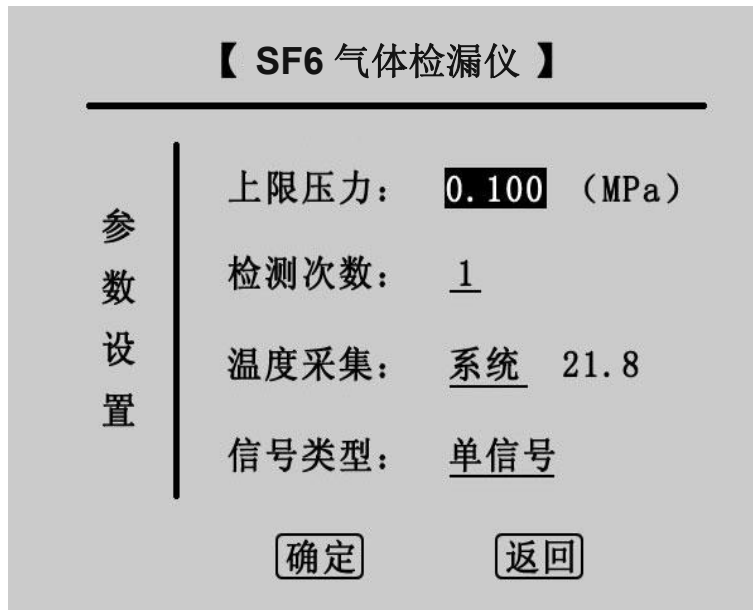 【 SF6 气体检漏仪 】
参数设置
上限压力： 0.100 （MPa）
检测次数： 1
温度采集： 系统 21.8
信号类型： 单信号
确定 返回